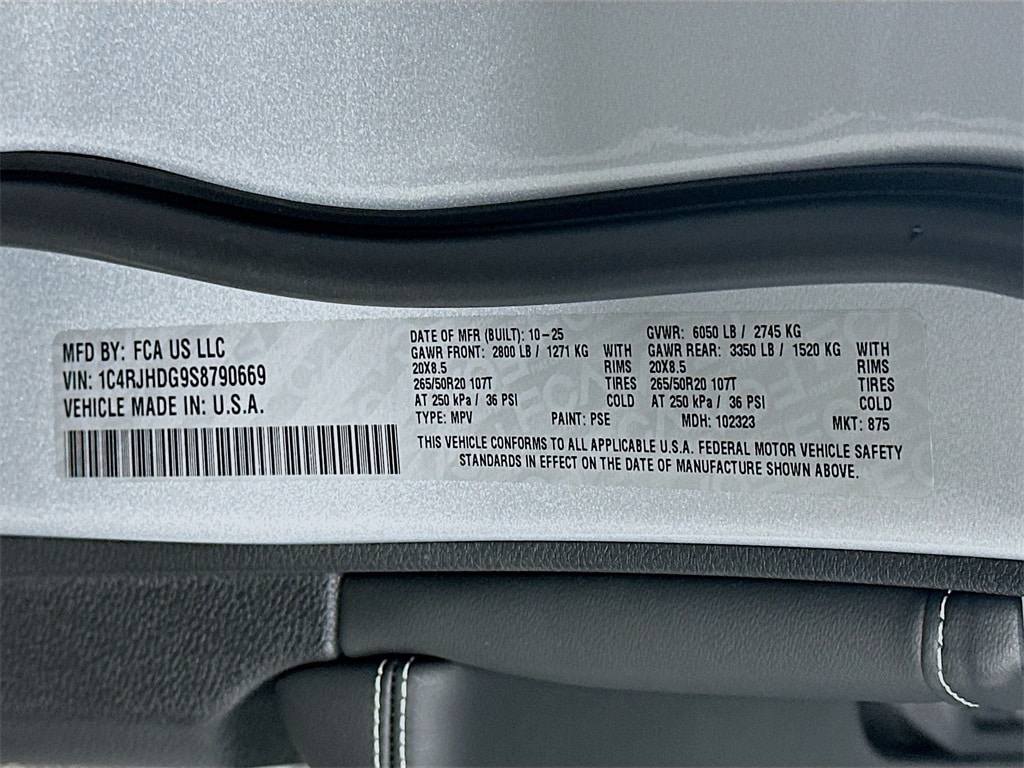 MFD BY: FCA US LLC
VIN: 1C4RJHDG9S8790669
VEHICLE MADE IN: U.S.A.
DATE OF MFR (BUILT): 10-25 GVWR: 6050 LB / 2745 KG
GAWR FRONT: 2800 LB / 1271 KG WITH GAWR REAR: 3350 LB / 1520 KG WITH
20X8.5 RIMS 20X8.5 RIMS
265/50R20 107T TIRES 265/50R20 107T TIRES
AT 250 kPa / 36 PSI COLD AT 250 kPa / 36 PSI COLD
TYPE: MPV PAINT: PSE MDH: 102323 MKT: 875
THIS VEHICLE CONFORMS TO ALL APPLICABLE U.S.A. FEDERAL MOTOR VEHICLE SAFETY
STANDARDS IN EFFECT ON THE DATE OF MANUFACTURE SHOWN ABOVE.